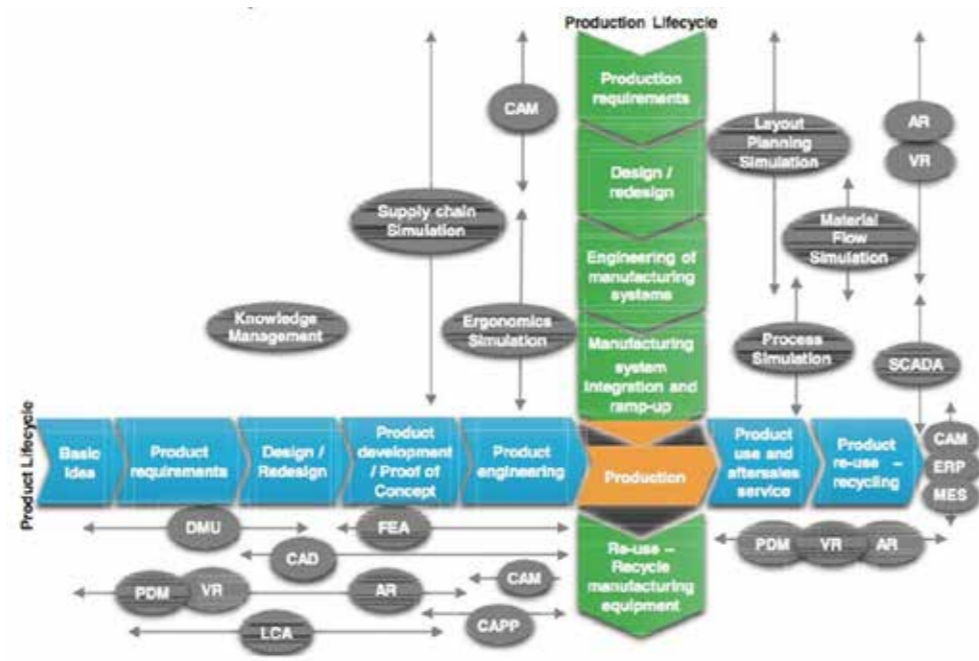 Production Lifecycle
Production
requirements
CAM
Layout
Planning
Simulation
AR
VR
Design /
redesign
Supply chain
Simulation
Material
Flow
Simulation
Engineering of
manufacturing
systems
Knowledge
Management
Ergonomics
Simulation
Manufacturing
system
Integration and
ramp-up
Process
Simulation
SCADA
Product Lifecycle
Basic
Idea
Product
requirements
Design /
Redesign
Product
development
/ Proof of
Concept
Product
engineering
Production
Product
use and
aftersales
service
Product
re-use –
recycling
CAM
ERP
MES
DMU
FEA
CAD
PDM
VR
AR
CAM
LCA
CAPP
Re-use –
Recycle
manufacturing
equipment
PDM
VR
AR